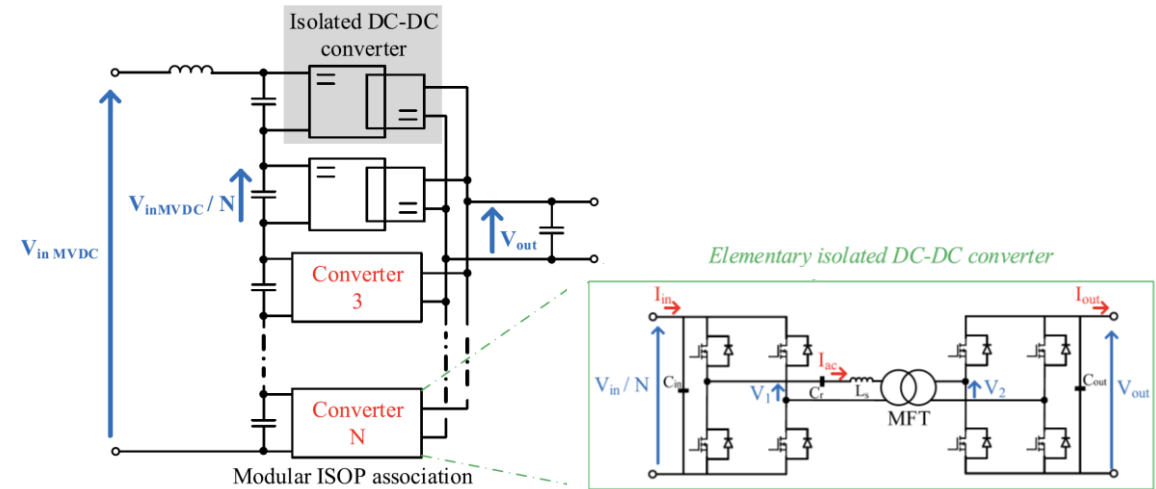 Isolated DC-DC
converter
V_inMVDC / N
V_in MVDC
V_out
Converter
3
Converter
N
Modular ISOP association
Elementary isolated DC-DC converter
I_in
I_out
I_ac
V_in / N
C_in
V_1
C_r
L_s
MFT
V_2
C_out
V_out